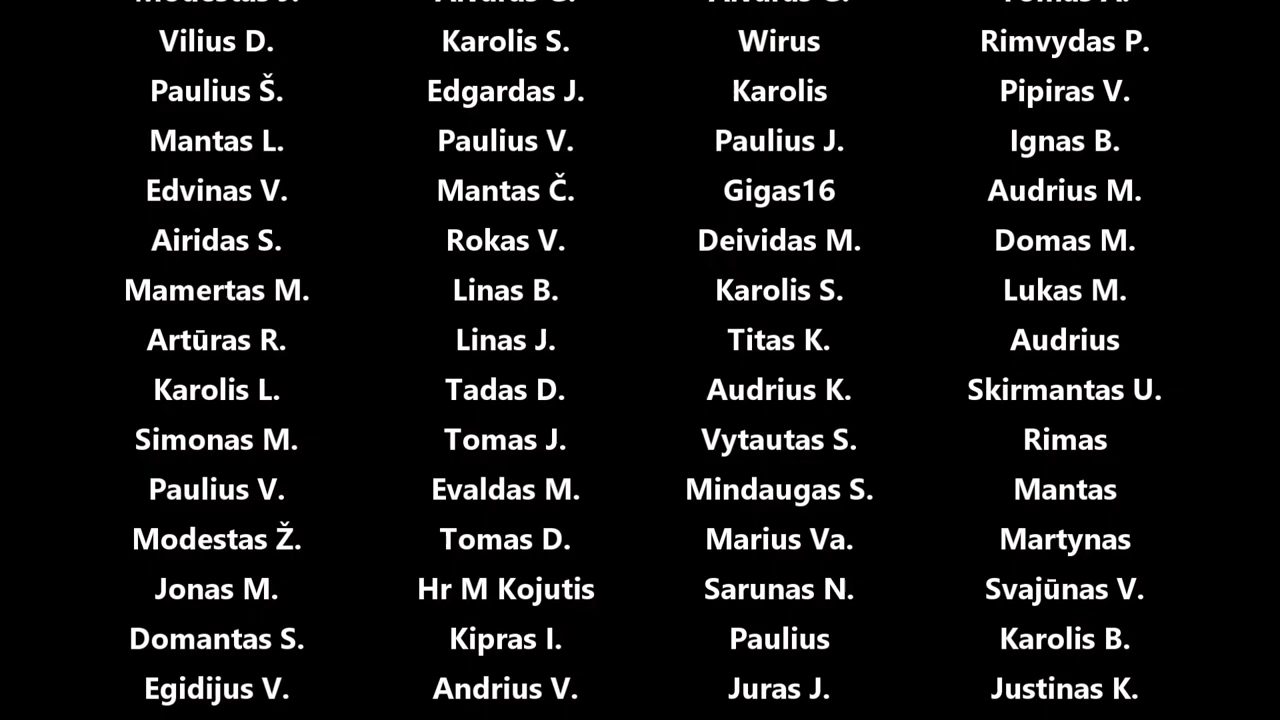 Vilius D. Karolis S. Wirus Rimvydas P.
Paulius Š. Edgardas J. Karolis Pipiras V.
Mantas L. Paulius V. Paulius J. Ignas B.
Edvinas V. Mantas Č. Gigas16 Audrius M.
Airidas S. Rokas V. Deividas M. Domas M.
Mamertas M. Linas B. Karolis S. Lukas M.
Artūras R. Linas J. Titas K. Audrius
Karolis L. Tadas D. Audrius K. Skirmantas U.
Simonas M. Tomas J. Vytautas S. Rimas
Paulius V. Evaldas M. Mindaugas S. Mantas
Modestas Ž. Tomas D. Marius Va. Martynas
Jonas M. Hr M Kojutis Sarunas N. Svajūnas V.
Domantas S. Kipras I. Paulius Karolis B.
Egidijus V. Andrius V. Juras J. Justinas K.